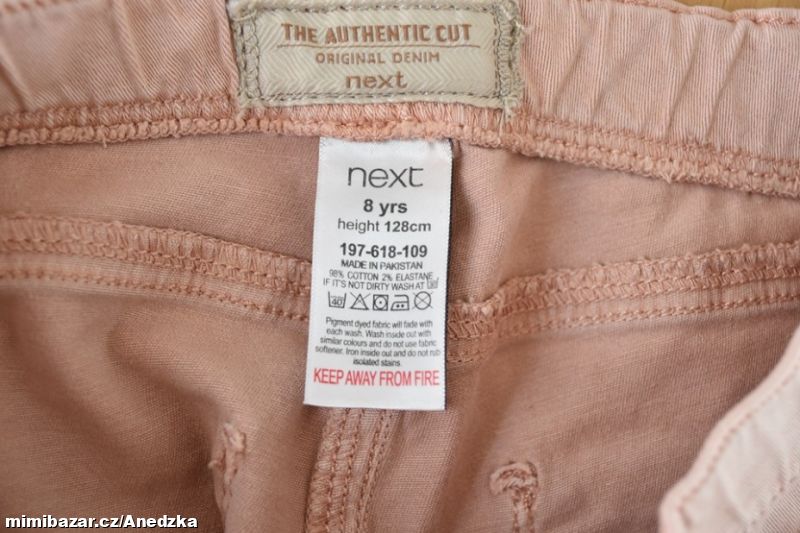 THE AUTHENTIC CUT
ORIGINAL DENIM
next
next
8 yrs
height 128cm
197-618-109
MADE IN PAKISTAN
98% COTTON 2% ELASTANE
IF IT'S NOT DIRTY WASH AT
40
Pigment dyed fabric will fade with
each wash. Wash inside out with
similar colours and do not use fabric
softener. Iron inside out and do not rub
isolated stains.
KEEP AWAY FROM FIRE
mimibazar.cz/Anedzka